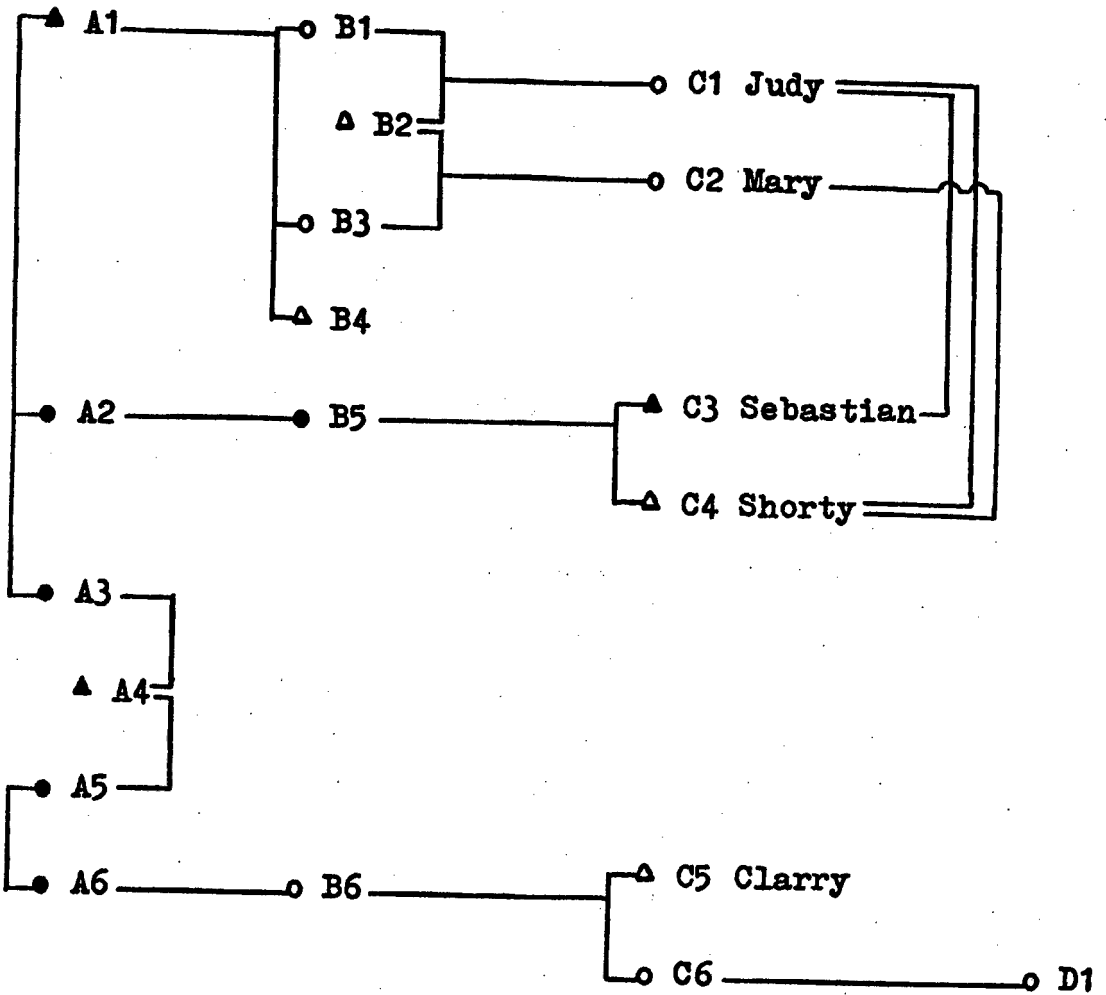 A1
B1
C1 Judy
B2
C2 Mary
B3
B4
A2
B5
C3 Sebastian
C4 Shorty
A3
A4
A5
A6
B6
C5 Clarry
C6
D1